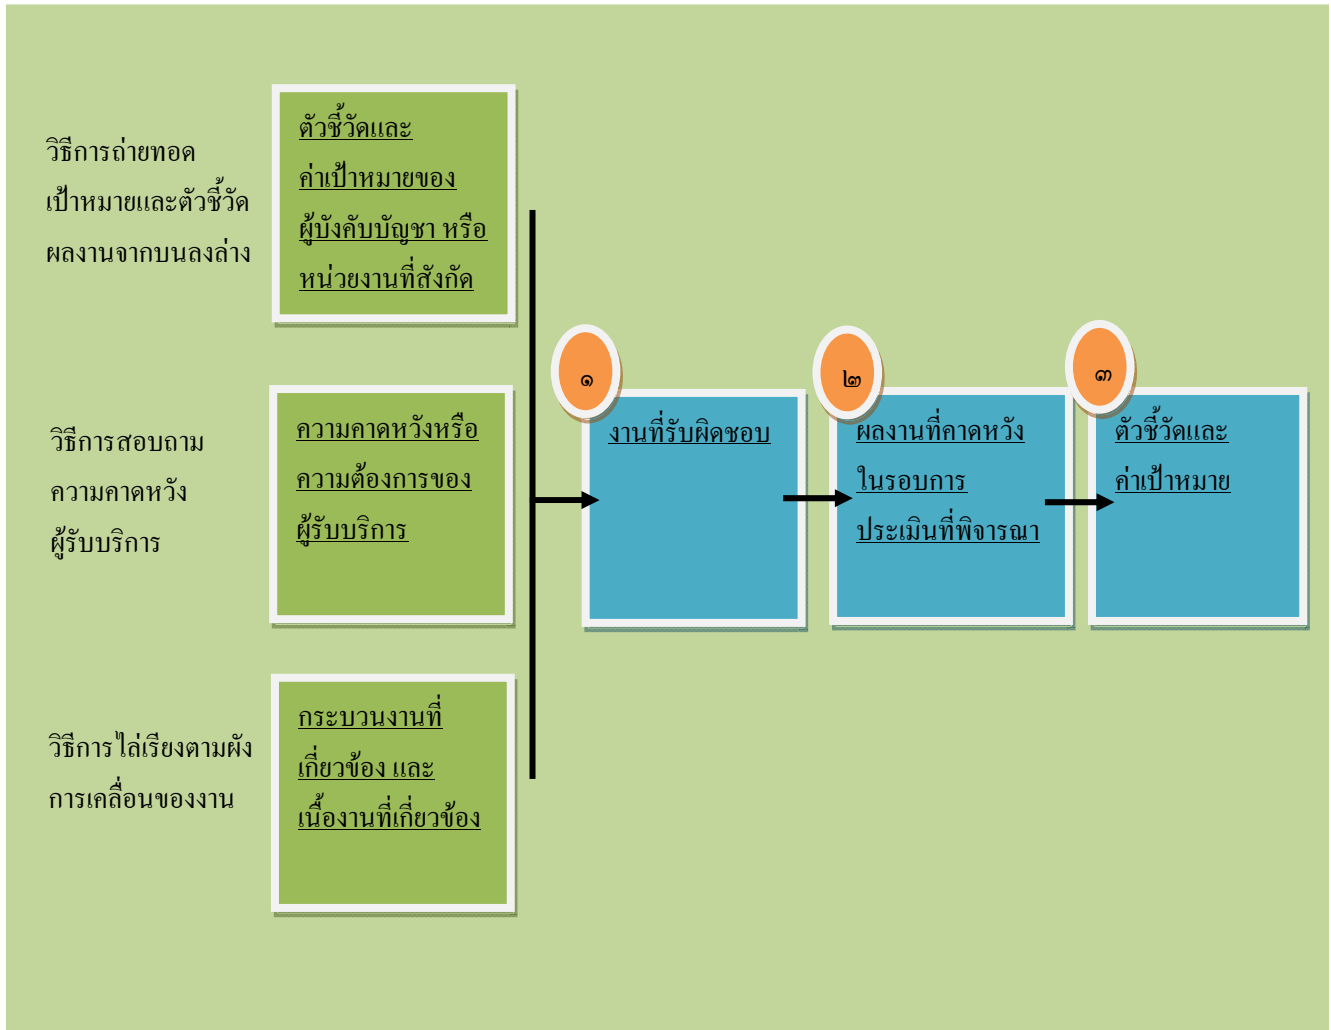 วิธีการถ่ายทอด
เป้าหมายและตัวชี้วัด
ผลงานจากบนลงล่าง
ตัวชี้วัดและ
ค่าเป้าหมายของ
ผู้บังคับบัญชา หรือ
หน่วยงานที่สังกัด
วิธีการสอบถาม
ความคาดหวัง
ผู้รับบริการ
ความคาดหวังหรือ
ความต้องการของ
ผู้รับบริการ
๑
งานที่รับผิดชอบ
๒
ผลงานที่คาดหวัง
ในรอบการ
ประเมินที่พิจารณา
๓
ตัวชี้วัดและ
ค่าเป้าหมาย
วิธีการไล่เรียงตามผัง
การเคลื่อนของงาน
กระบวนงานที่
เกี่ยวข้อง และ
เนื้องานที่เกี่ยวข้อง